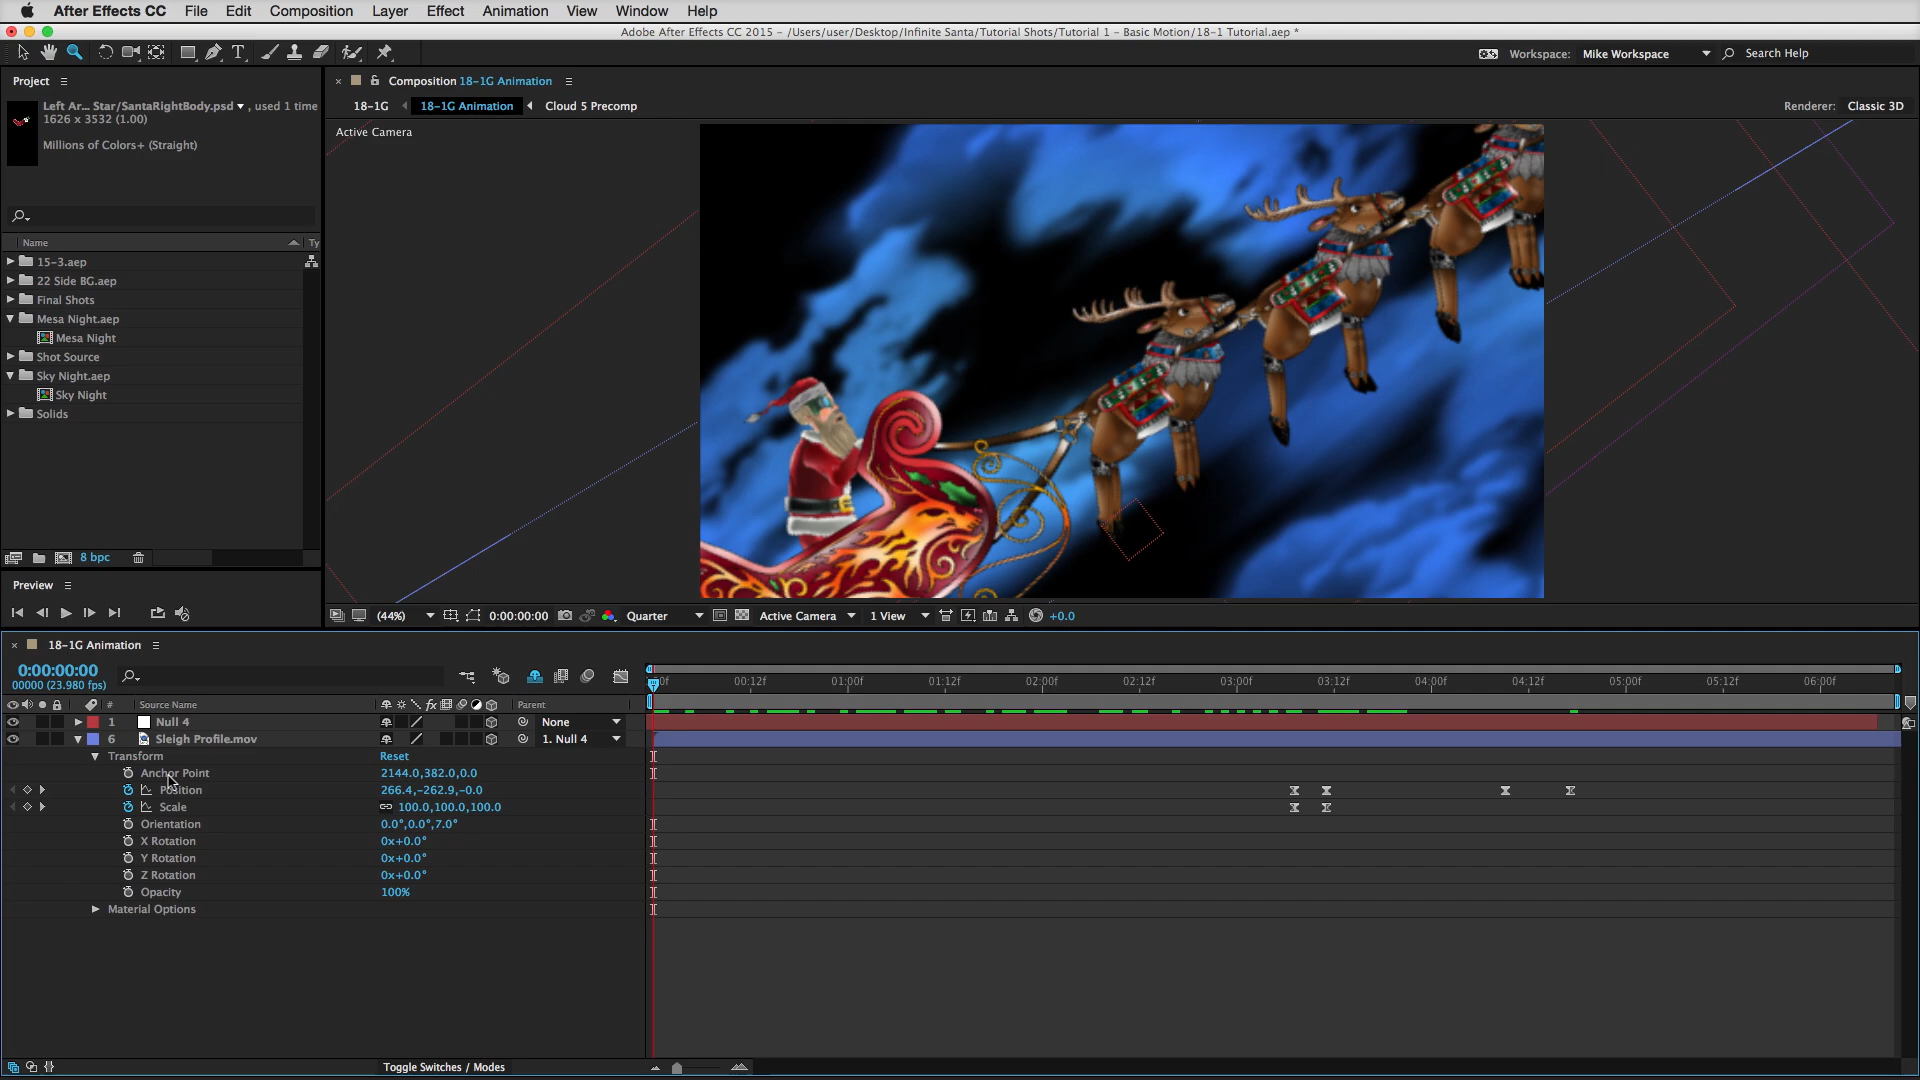 After Effects CC File Edit Composition Layer Effect Animation View Window Help
Adobe After Effects CC 2015 - /Users/user/Desktop/Infinite Santa/Tutorial Shots/Tutorial 1 - Basic Motion/18-1 Tutorial.aep *
T Workspace: Mike Workspace Search Help
Project
Composition 18-1G Animation
Left Ar... Star/SantaRightBody.psd , used 1 time
1626 x 3532 (1.00)
Millions of Colors+ (Straight)
18-1G 18-1G Animation Cloud 5 Precomp
Renderer: Classic 3D
Active Camera
Name Ty
15-3.aep
22 Side BG.aep
Final Shots
Mesa Night.aep
Mesa Night
Shot Source
Sky Night.aep
Sky Night
Solids
8 bpc
Preview
(44%) 0:00:00:00 Quarter Active Camera 1 View +0.0
18-1G Animation
0:00:00:00
00000 (23.980 fps)
0f 00:12f 01:00f 01:12f 02:00f 02:12f 03:00f 03:12f 04:00f 04:12f 05:00f 05:12f 06:00f
# Source Name fx Parent
1 Null 4 None
6 Sleigh Profile.mov 1. Null 4
Transform Reset
Anchor Point 2144.0,382.0,0.0
Position 266.4,-262.9,-0.0
Scale 100.0,100.0,100.0
Orientation 0.0°,0.0°,7.0°
X Rotation 0x+0.0°
Y Rotation 0x+0.0°
Z Rotation 0x+0.0°
Opacity 100%
Material Options
Toggle Switches / Modes